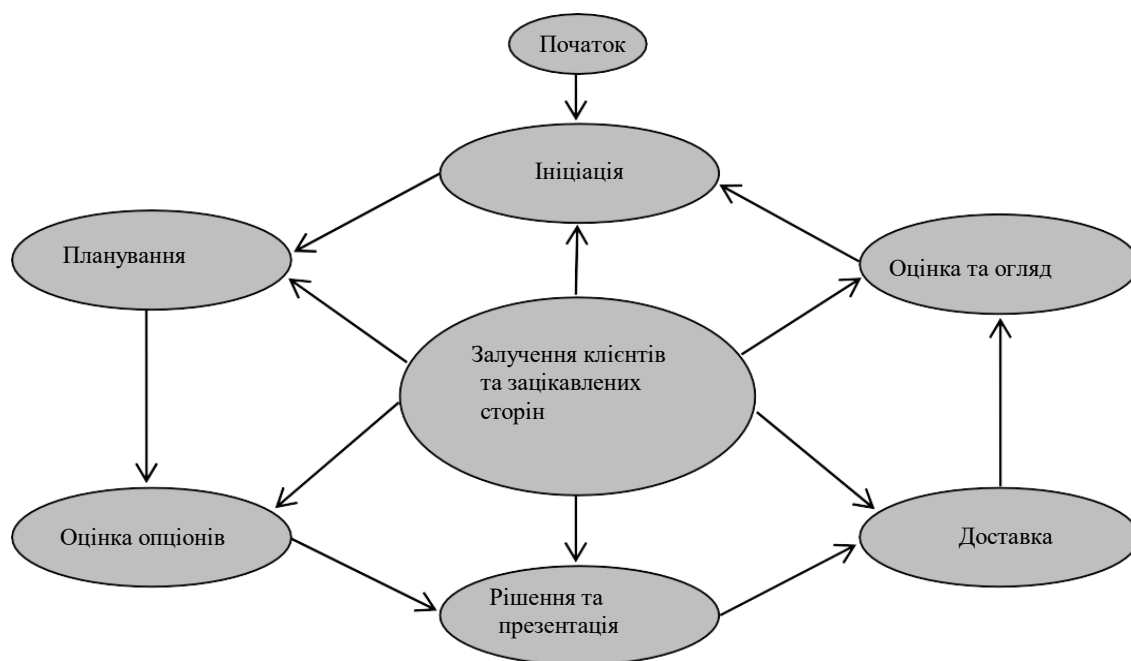 Початок
Ініціація
Планування
Оцінка та огляд
Залучення клієнтів
та зацікавлених
сторін
Оцінка опціонів
Доставка
Рішення та
презентація